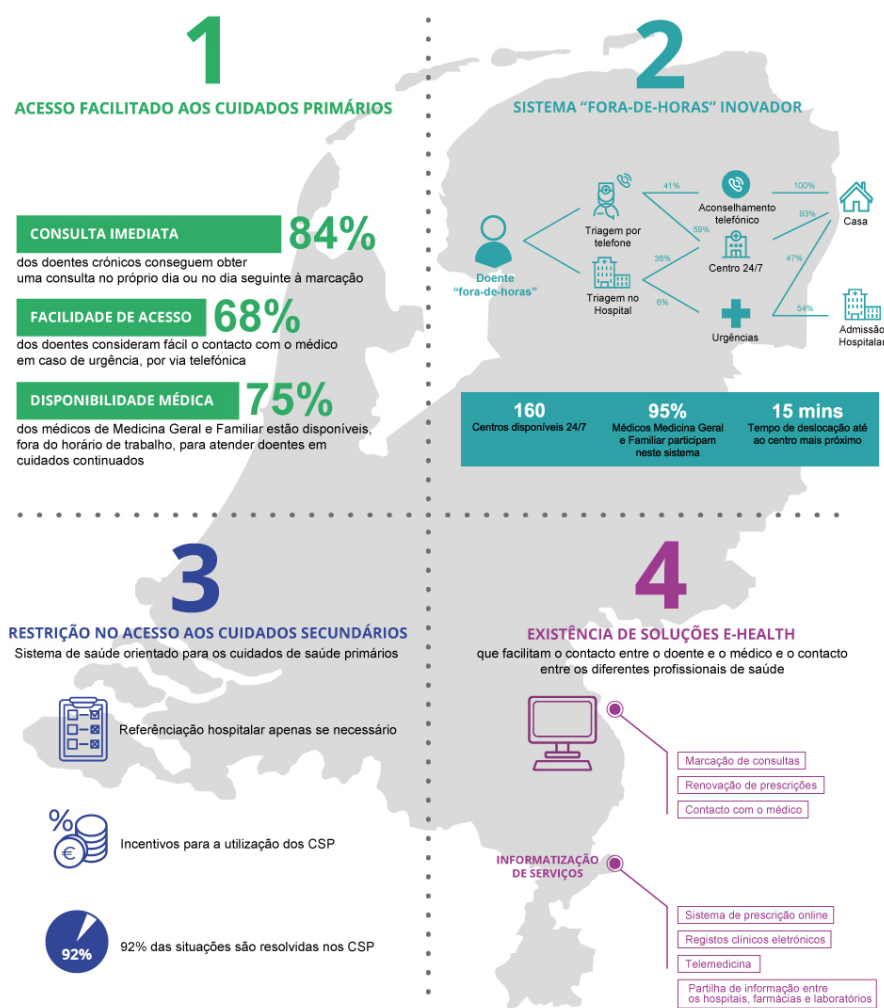 1
ACESSO FACILITADO AOS CUIDADOS PRIMÁRIOS
CONSULTA IMEDIATA
84%
dos doentes crónicos conseguem obter
uma consulta no próprio dia ou no dia seguinte à marcação
FACILIDADE DE ACESSO
68%
dos doentes consideram fácil o contacto com o médico
em caso de urgência, por via telefónica
DISPONIBILIDADE MÉDICA
75%
dos médicos de Medicina Geral e Familiar estão disponíveis,
fora do horário de trabalho, para atender doentes em
cuidados continuados
2
SISTEMA “FORA-DE-HORAS” INOVADOR
Doente
“fora-de-horas”
Triagem por
telefone
Triagem no
Hospital
41%
59%
38%
6%
Aconselhamento
telefónico
Centro 24/7
Urgências
100%
93%
47%
54%
Casa
Admissão
Hospitalar
160
Centros disponíveis 24/7
95%
Médicos Medicina Geral
e Familiar participam
neste sistema
15 mins
Tempo de deslocação até
ao centro mais próximo
3
RESTRIÇÃO NO ACESSO AOS CUIDADOS SECUNDÁRIOS
Sistema de saúde orientado para os cuidados de saúde primários
Referênciação hospitalar apenas se necessário
%
€
Incentivos para a utilização dos CSP
92%
92% das situações são resolvidas nos CSP
4
EXISTÊNCIA DE SOLUÇÕES E-HEALTH
que facilitam o contacto entre o doente e o médico e o contacto
entre os diferentes profissionais de saúde
Marcação de consultas
Renovação de prescrições
Contacto com o médico
INFORMATIZAÇÃO
DE SERVIÇOS
Sistema de prescrição online
Registos clínicos eletrónicos
Telemedicina
Partilha de informação entre
os hospitais, farmácias e laboratórios